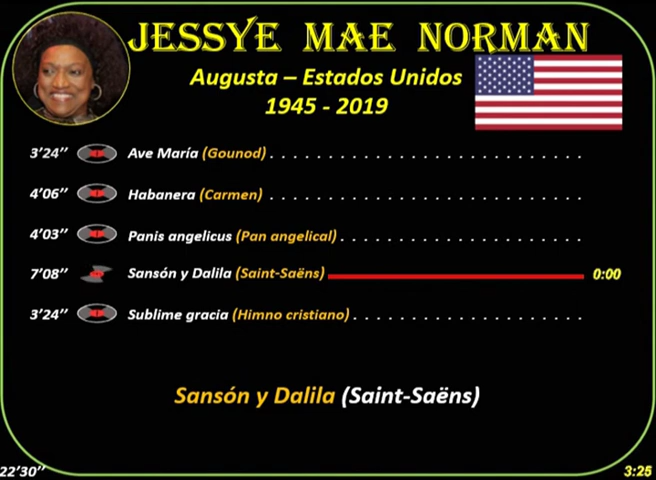 JESSYE MAE NORMAN
Augusta – Estados Unidos
1945 - 2019
3’24’’ Ave María (Gounod) . . . . . . . . . . . . . . . . . . . . . . . . . . .
4’06’’ Habanera (Carmen) . . . . . . . . . . . . . . . . . . . . . . . . . . .
4’03’’ Panis angelicus (Pan angelical) . . . . . . . . . . . . . . . . . . . . .
7’08’’ Sansón y Dalila (Saint-Saëns) 0:00
3’24’’ Sublime gracia (Himno cristiano) . . . . . . . . . . . . . . . . . . . .
Sansón y Dalila (Saint-Saëns)
22’30’’ 3:25